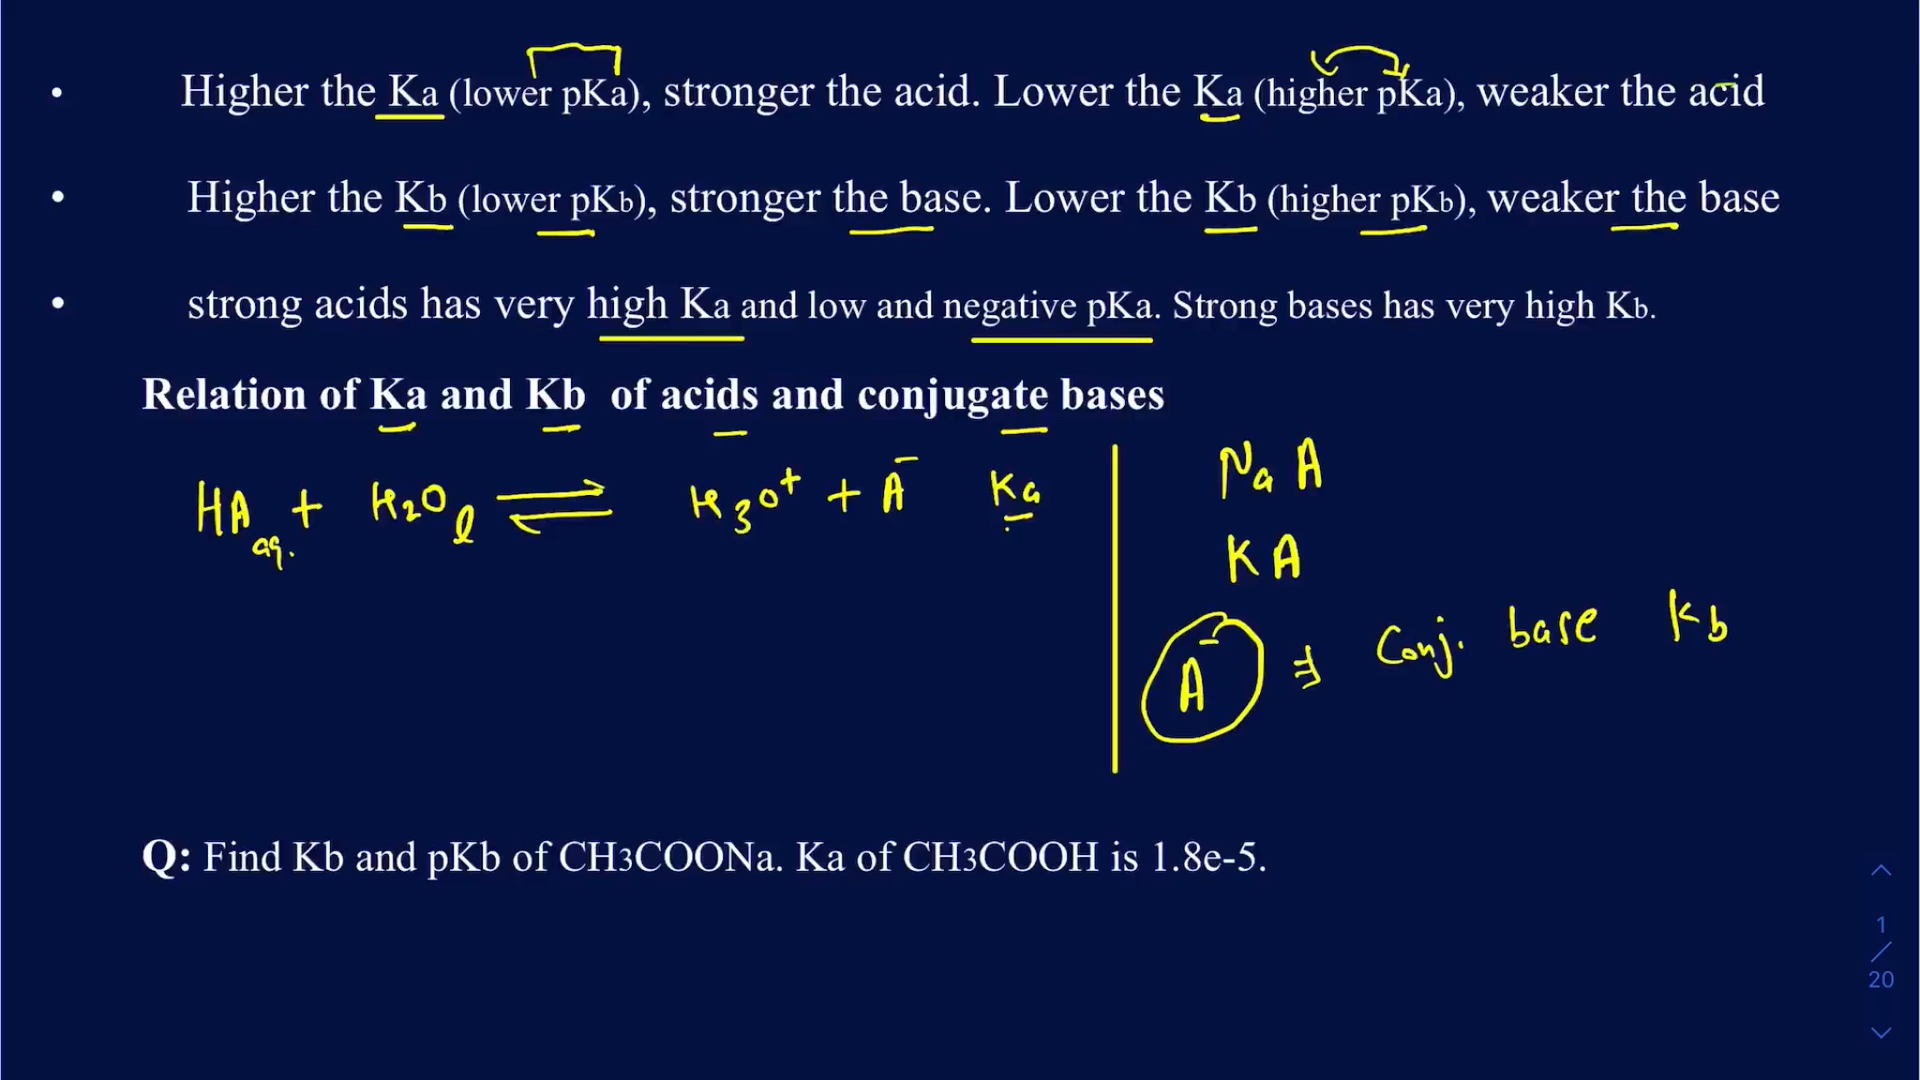 • Higher the Ka (lower pKa), stronger the acid. Lower the Ka (higher pKa), weaker the acid
• Higher the Kb (lower pKb), stronger the base. Lower the Kb (higher pKb), weaker the base
• strong acids has very high Ka and low and negative pKa. Strong bases has very high Kb.
Relation of Ka and Kb of acids and conjugate bases
HA aq. + H2O l ⇌ H3O+ + A- Ka
NaA
KA
A- ⇒ Conj. base Kb
Q: Find Kb and pKb of CH3COONa. Ka of CH3COOH is 1.8e-5.
1
/
20